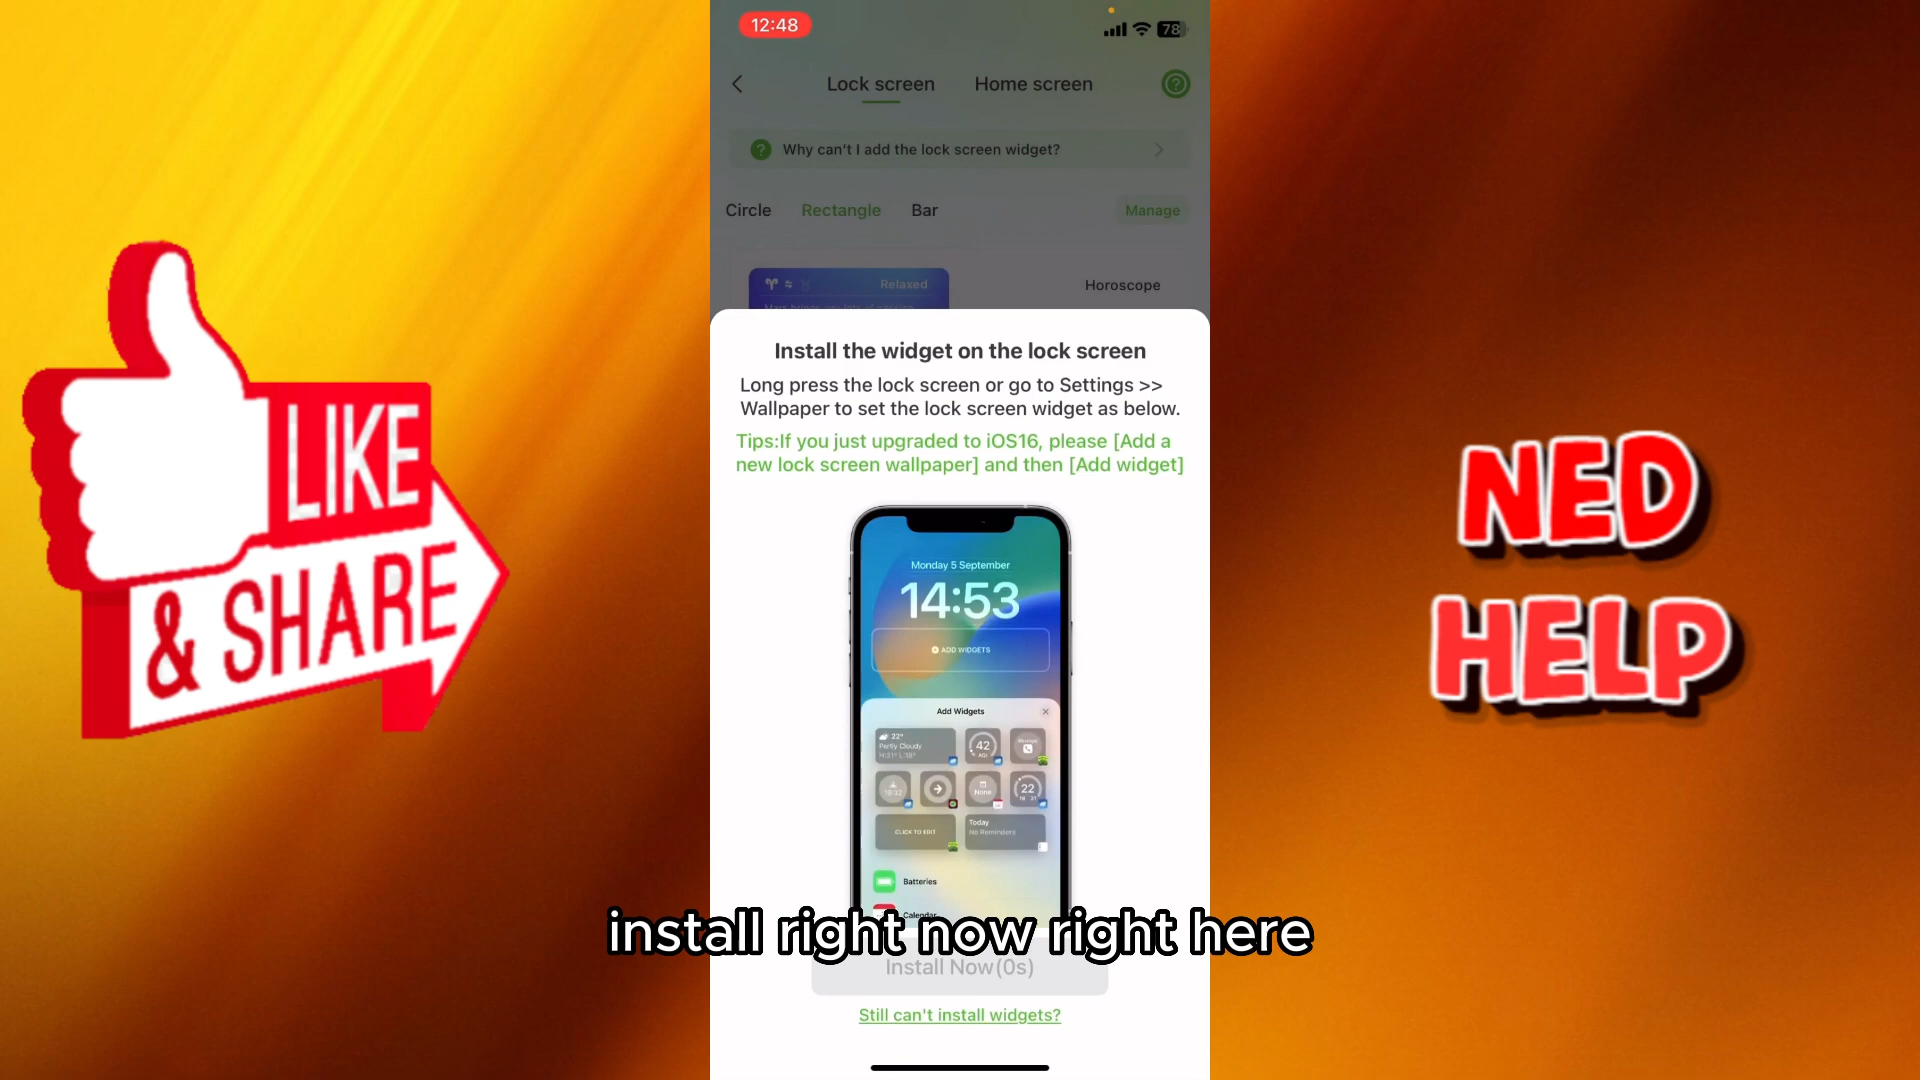 12:48
78
Lock screen Home screen
?
? Why can't I add the lock screen widget?
Circle Rectangle Bar Manage
Relaxed
Horoscope
Install the widget on the lock screen
Long press the lock screen or go to Settings >>
Wallpaper to set the lock screen widget as below.
Tips:If you just upgraded to iOS16, please [Add a
new lock screen wallpaper] and then [Add widget]
Monday 5 September
14:53
ADD WIDGETS
Add Widgets
22°
Partly Cloudy
42
AQI
None
22
CLICK TO EDIT
Today
No Reminders
Batteries
Calendar
install right now right here
Install Now(0s)
Still can't install widgets?
LIKE
& SHARE
NED
HELP